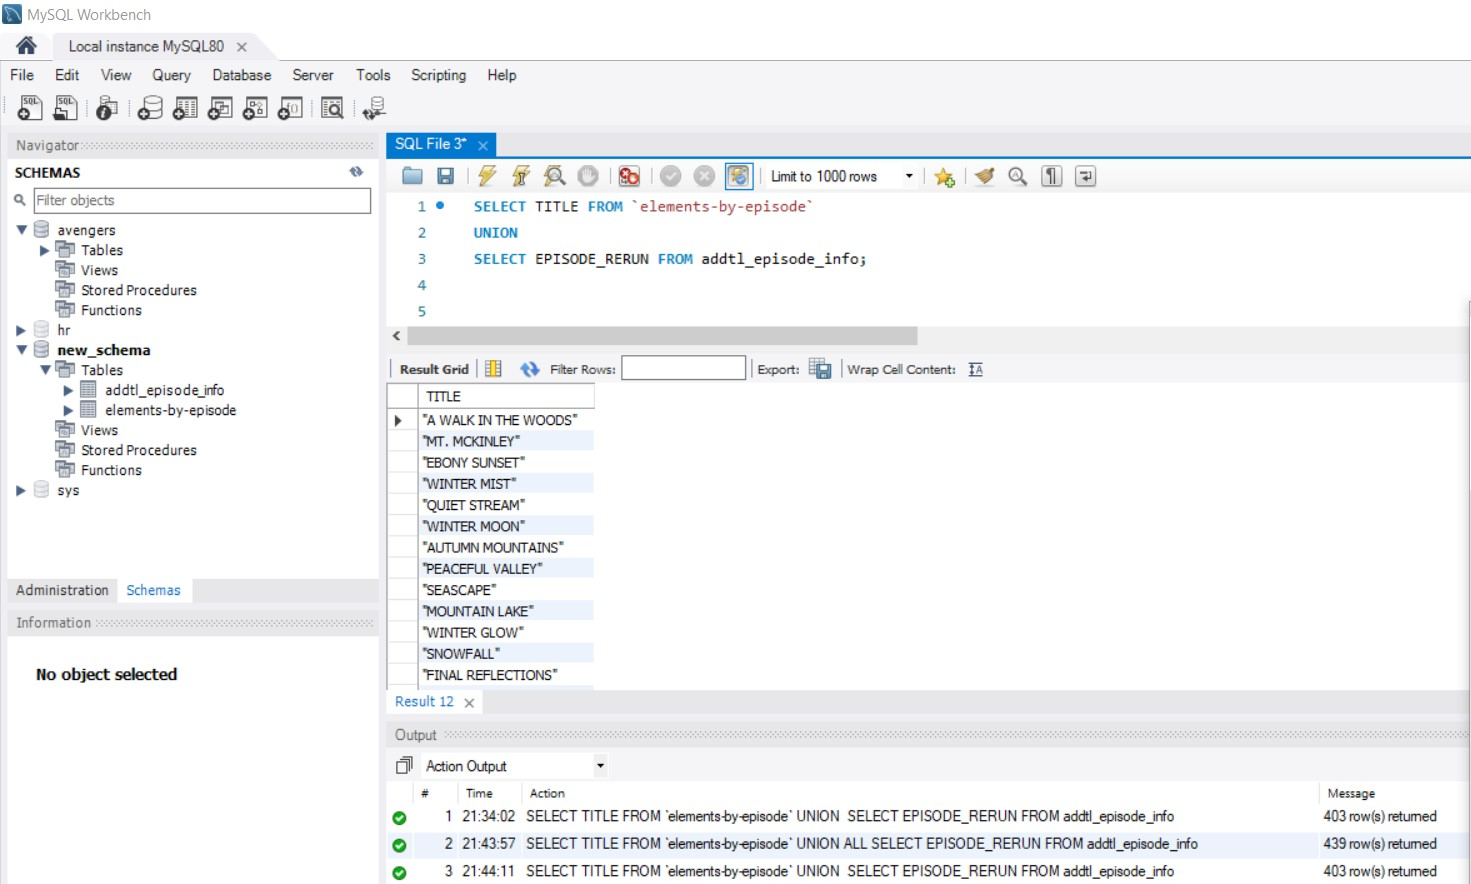 MySQL Workbench
Local instance MySQL80
File Edit View Query Database Server Tools Scripting Help
Navigator
SCHEMAS
Filter objects
avengers
Tables
Views
Stored Procedures
Functions
hr
new_schema
Tables
addtl_episode_info
elements-by-episode
Views
Stored Procedures
Functions
sys
Administration Schemas
Information
No object selected
SQL File 3*
Limit to 1000 rows
1 SELECT TITLE FROM `elements-by-episode`
2 UNION
3 SELECT EPISODE_RERUN FROM addtl_episode_info;
4
5
Result Grid Filter Rows: Export: Wrap Cell Content:
TITLE
"A WALK IN THE WOODS"
"MT. MCKINLEY"
"EBONY SUNSET"
"WINTER MIST"
"QUIET STREAM"
"WINTER MOON"
"AUTUMN MOUNTAINS"
"PEACEFUL VALLEY"
"SEASCAPE"
"MOUNTAIN LAKE"
"WINTER GLOW"
"SNOWFALL"
"FINAL REFLECTIONS"
Result 12
Output
Action Output
# Time Action Message
1 21:34:02 SELECT TITLE FROM `elements-by-episode` UNION  SELECT EPISODE_RERUN FROM addtl_episode_info 403 row(s) returned
2 21:43:57 SELECT TITLE FROM `elements-by-episode` UNION ALL SELECT EPISODE_RERUN FROM addtl_episode_info 439 row(s) returned
3 21:44:11 SELECT TITLE FROM `elements-by-episode` UNION  SELECT EPISODE_RERUN FROM addtl_episode_info 403 row(s) returned